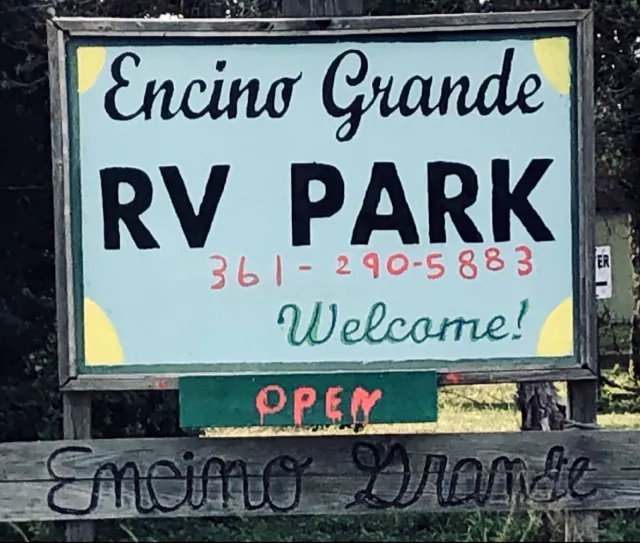 Encino Grande
RV PARK
361-290-5883
Welcome!
OPEN
Encino Grande